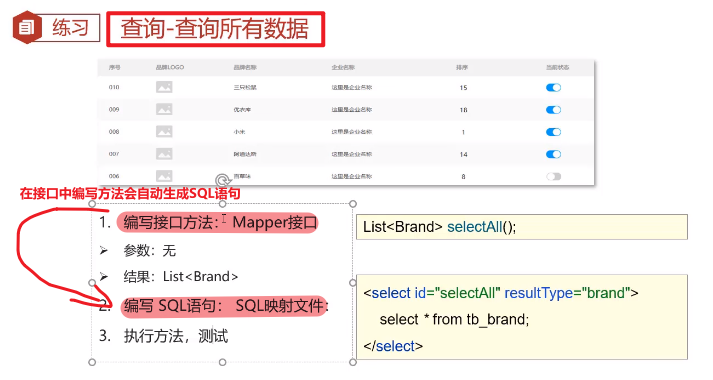 练习
查询-查询所有数据
序号 品牌LOGO 品牌名称 企业名称 排序 当前状态
010 三只松鼠 这里是企业名称 15
009 优衣库 这里是企业名称 16
008 小米 这里是企业名称 1
007 阿迪达斯 这里是企业名称 14
006 这里是企业名称 8
在接口中编写方法会自动生成SQL语句
1. 编写接口方法: Mapper接口
➢ 参数:无
➢ 结果:List<Brand>
2. 编写 SQL语句: SQL映射文件:
3. 执行方法,测试
List<Brand> selectAll();
<select id="selectAll" resultType="brand">
select * from tb_brand;
</select>